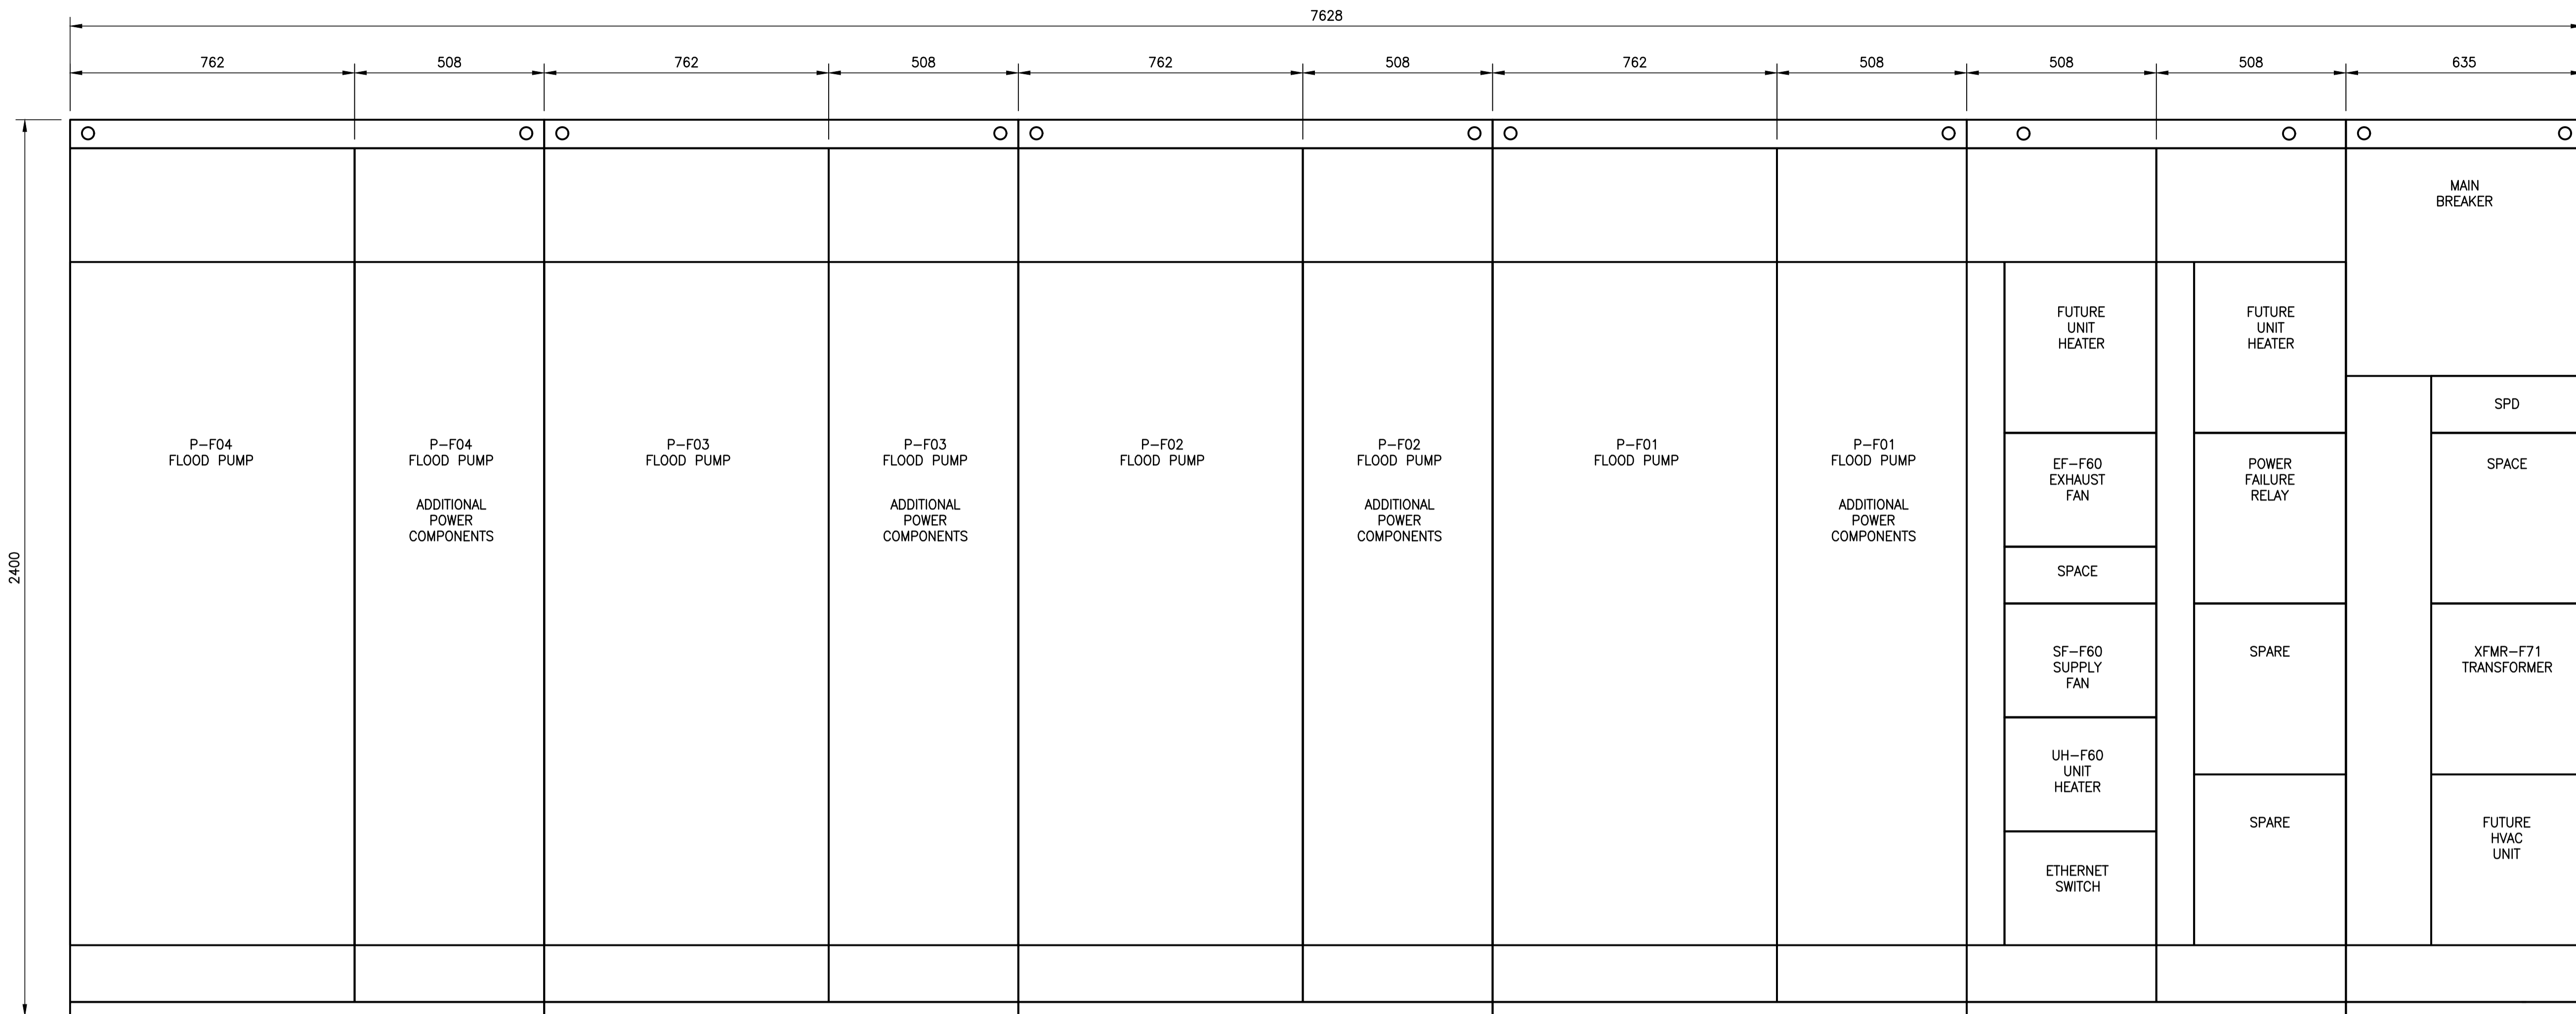 7628
762
508
762
508
762
508
762
508
508
508
635
2400
MAIN
BREAKER
P-F04
FLOOD PUMP
P-F04
FLOOD PUMP
ADDITIONAL
POWER
COMPONENTS
P-F03
FLOOD PUMP
P-F03
FLOOD PUMP
ADDITIONAL
POWER
COMPONENTS
P-F02
FLOOD PUMP
P-F02
FLOOD PUMP
ADDITIONAL
POWER
COMPONENTS
P-F01
FLOOD PUMP
P-F01
FLOOD PUMP
ADDITIONAL
POWER
COMPONENTS
FUTURE
UNIT
HEATER
EF-F60
EXHAUST
FAN
SPACE
SF-F60
SUPPLY
FAN
UH-F60
UNIT
HEATER
ETHERNET
SWITCH
FUTURE
UNIT
HEATER
POWER
FAILURE
RELAY
SPARE
SPARE
SPD
SPACE
XFMR-F71
TRANSFORMER
FUTURE
HVAC
UNIT